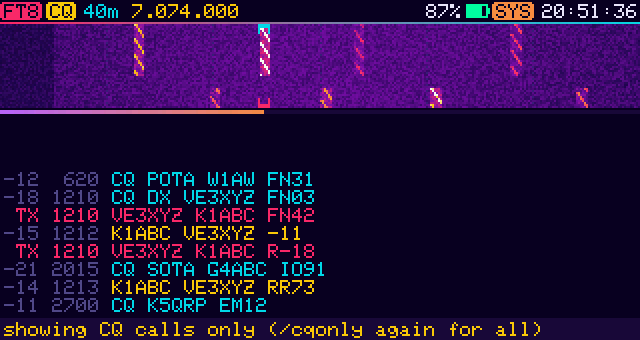 FT8 CQ 40m 7.074.000 87% SYS 20:51:36
-12 620 CQ POTA W1AW FN31
-18 1210 CQ DX VE3XYZ FN03
TX 1210 VE3XYZ K1ABC FN42
-15 1212 K1ABC VE3XYZ -11
TX 1210 VE3XYZ K1ABC R-18
-21 2015 CQ SOTA G4ABC IO91
-14 1213 K1ABC VE3XYZ RR73
-11 2700 CQ K5QRP EM12
showing CQ calls only (/cqonly again for all)